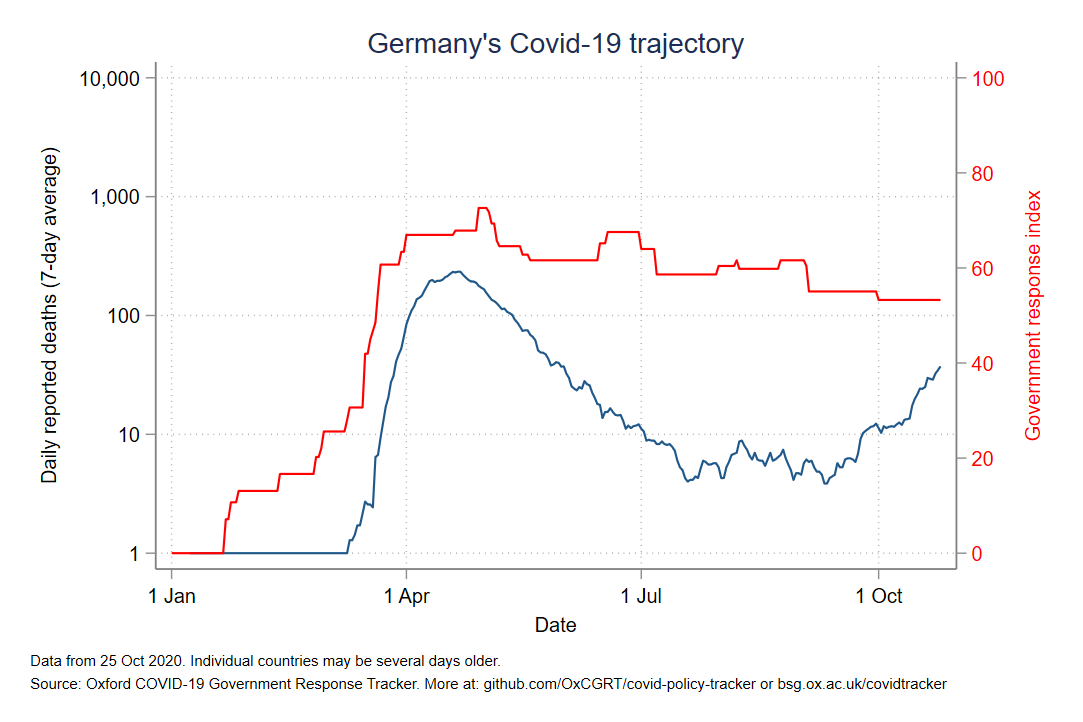 Germany's Covid-19 trajectory
10,000
1,000
100
10
1
Daily reported deaths (7-day average)
100
80
60
40
20
0
Government response index
1 Jan 1 Apr 1 Jul 1 Oct
Date
Data from 25 Oct 2020. Individual countries may be several days older.
Source: Oxford COVID-19 Government Response Tracker. More at: github.com/OxCGRT/covid-policy-tracker or bsg.ox.ac.uk/covidtracker